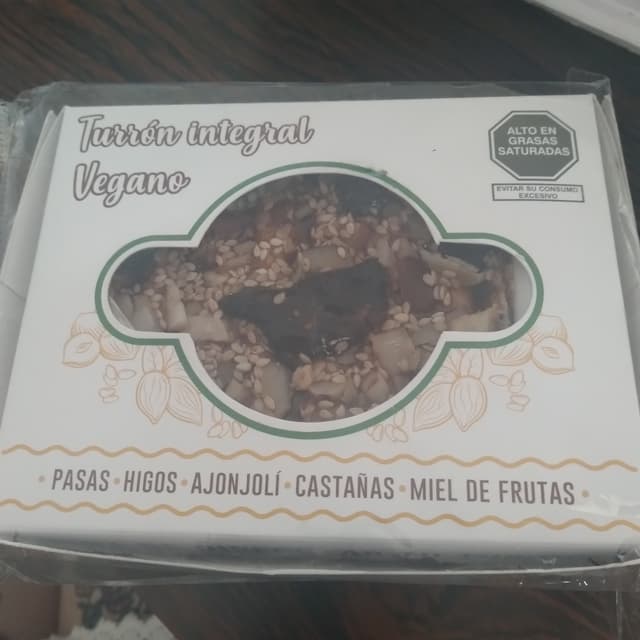 Turrón integral
Vegano
ALTO EN
GRASAS
SATURADAS
EVITAR SU CONSUMO
EXCESIVO
· PASAS · HIGOS · AJONJOLÍ · CASTAÑAS · MIEL DE FRUTAS ·